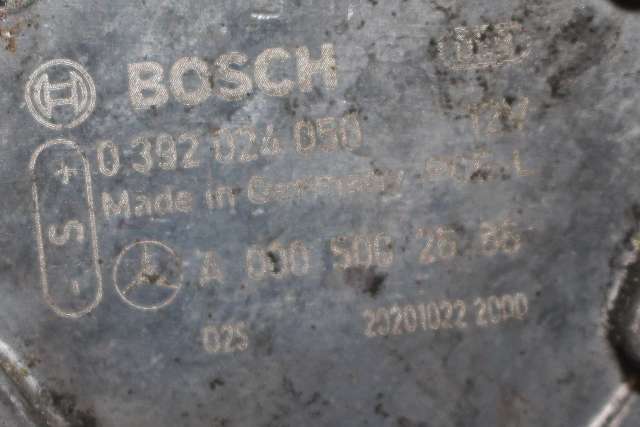 BOSCH
0 392 024 050 12V
Made in Germany
A 000 500 26 86
+ S -
025 20201022 2000